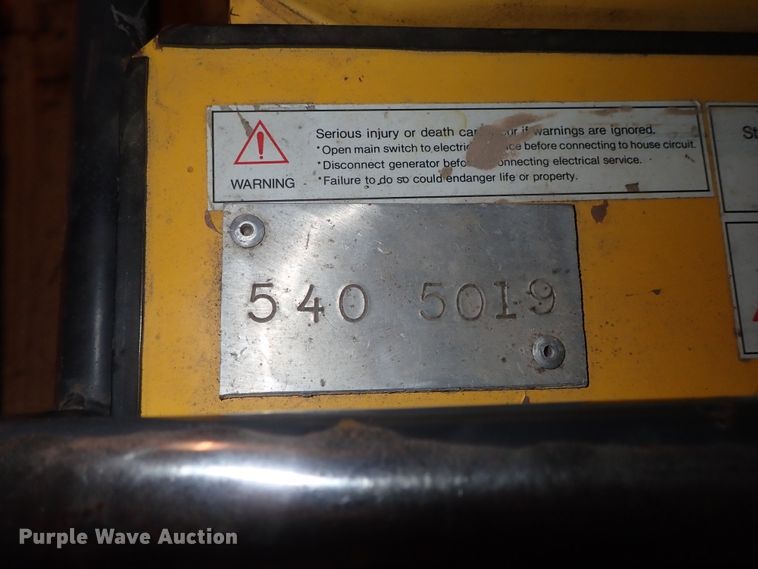 Serious injury or death can occur if warnings are ignored.
*Open main switch to electric service before connecting to house circuit.
*Disconnect generator before connecting electrical service.
*Failure to do so could endanger life or property.
WARNING
St
540 5019
Purple Wave Auction